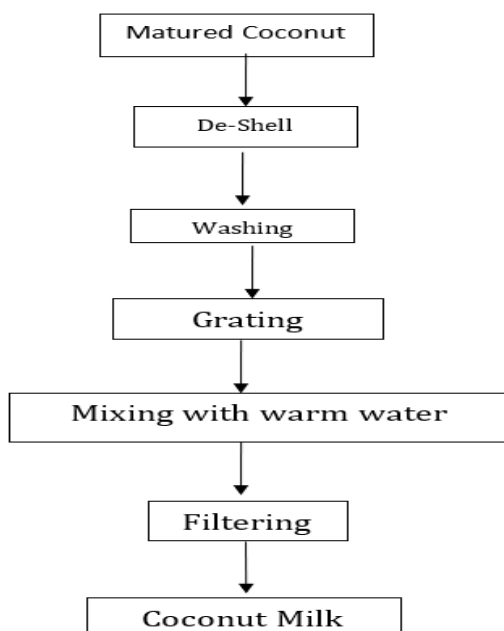 Matured Coconut
De-Shell
Washing
Grating
Mixing with warm water
Filtering
Coconut Milk